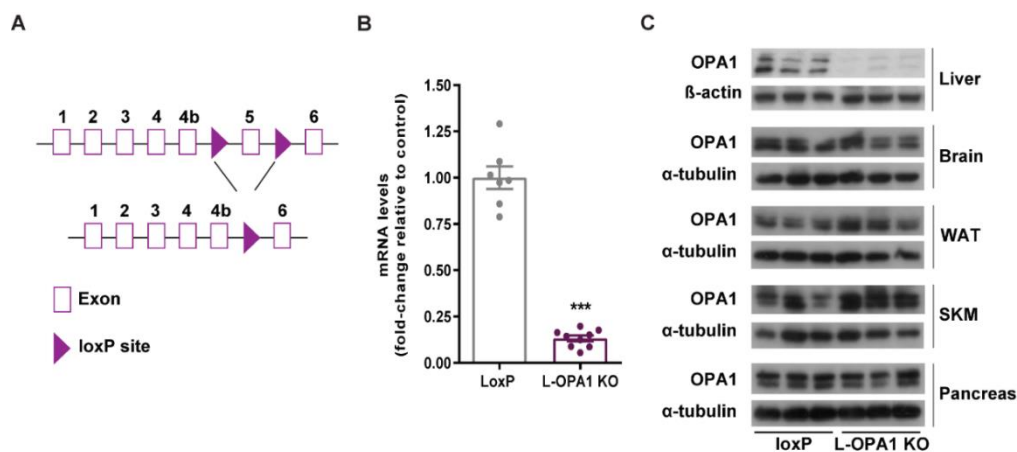 A
1 2 3 4 4b 5 6
1 2 3 4 4b 6
Exon
loxP site
B
mRNA levels
(fold-change relative to control)
1.50
1.25
1.00
0.75
0.50
0.25
0.00
***
LoxP L-OPA1 KO
C
OPA1
ß-actin
Liver
OPA1
α-tubulin
Brain
OPA1
α-tubulin
WAT
OPA1
α-tubulin
SKM
OPA1
α-tubulin
Pancreas
loxP L-OPA1 KO